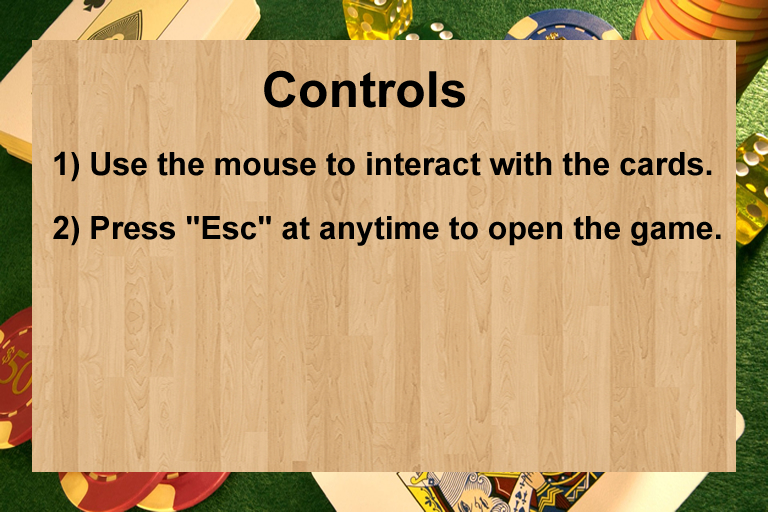 Controls
1) Use the mouse to interact with the cards.
2) Press "Esc" at anytime to open the game.
$50